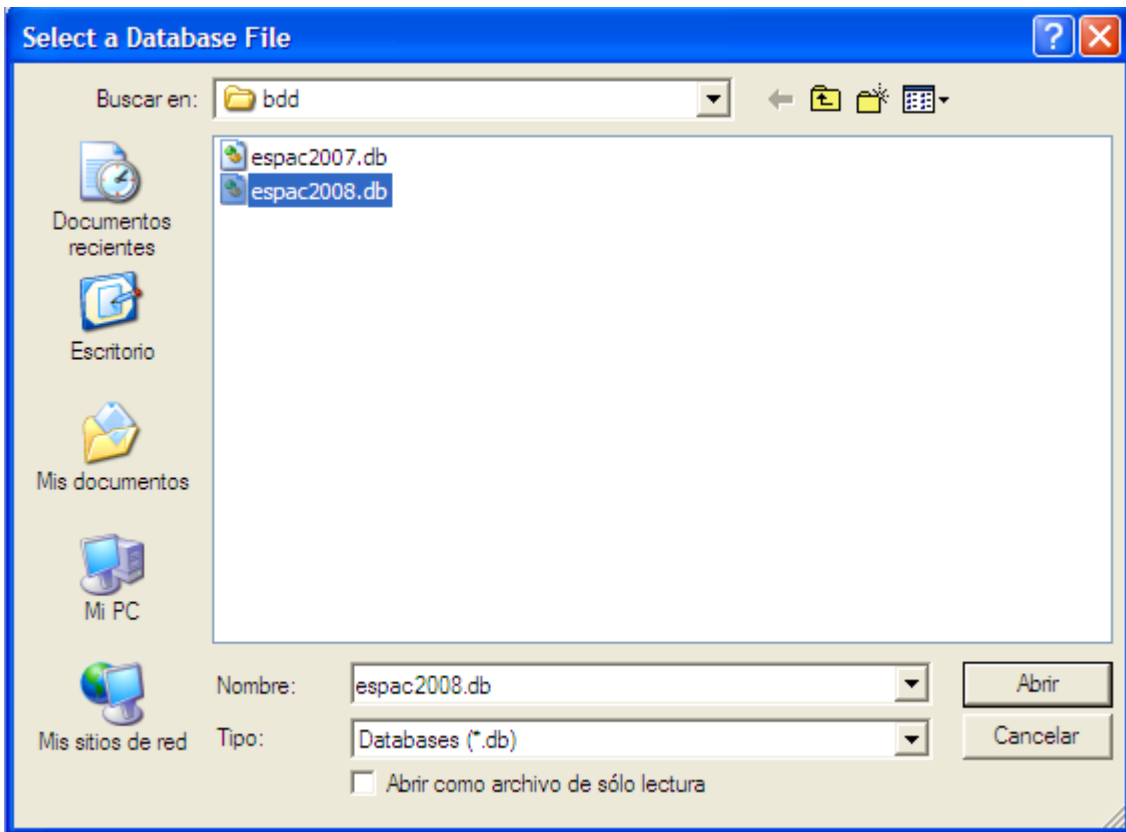 Select a Database File
Buscar en:
bdd
espac2007.db
espac2008.db
Documentos
recientes
Escritorio
Mis documentos
Mi PC
Mis sitios de red
Nombre:
espac2008.db
Abrir
Tipo:
Databases (*.db)
Cancelar
Abrir como archivo de sólo lectura